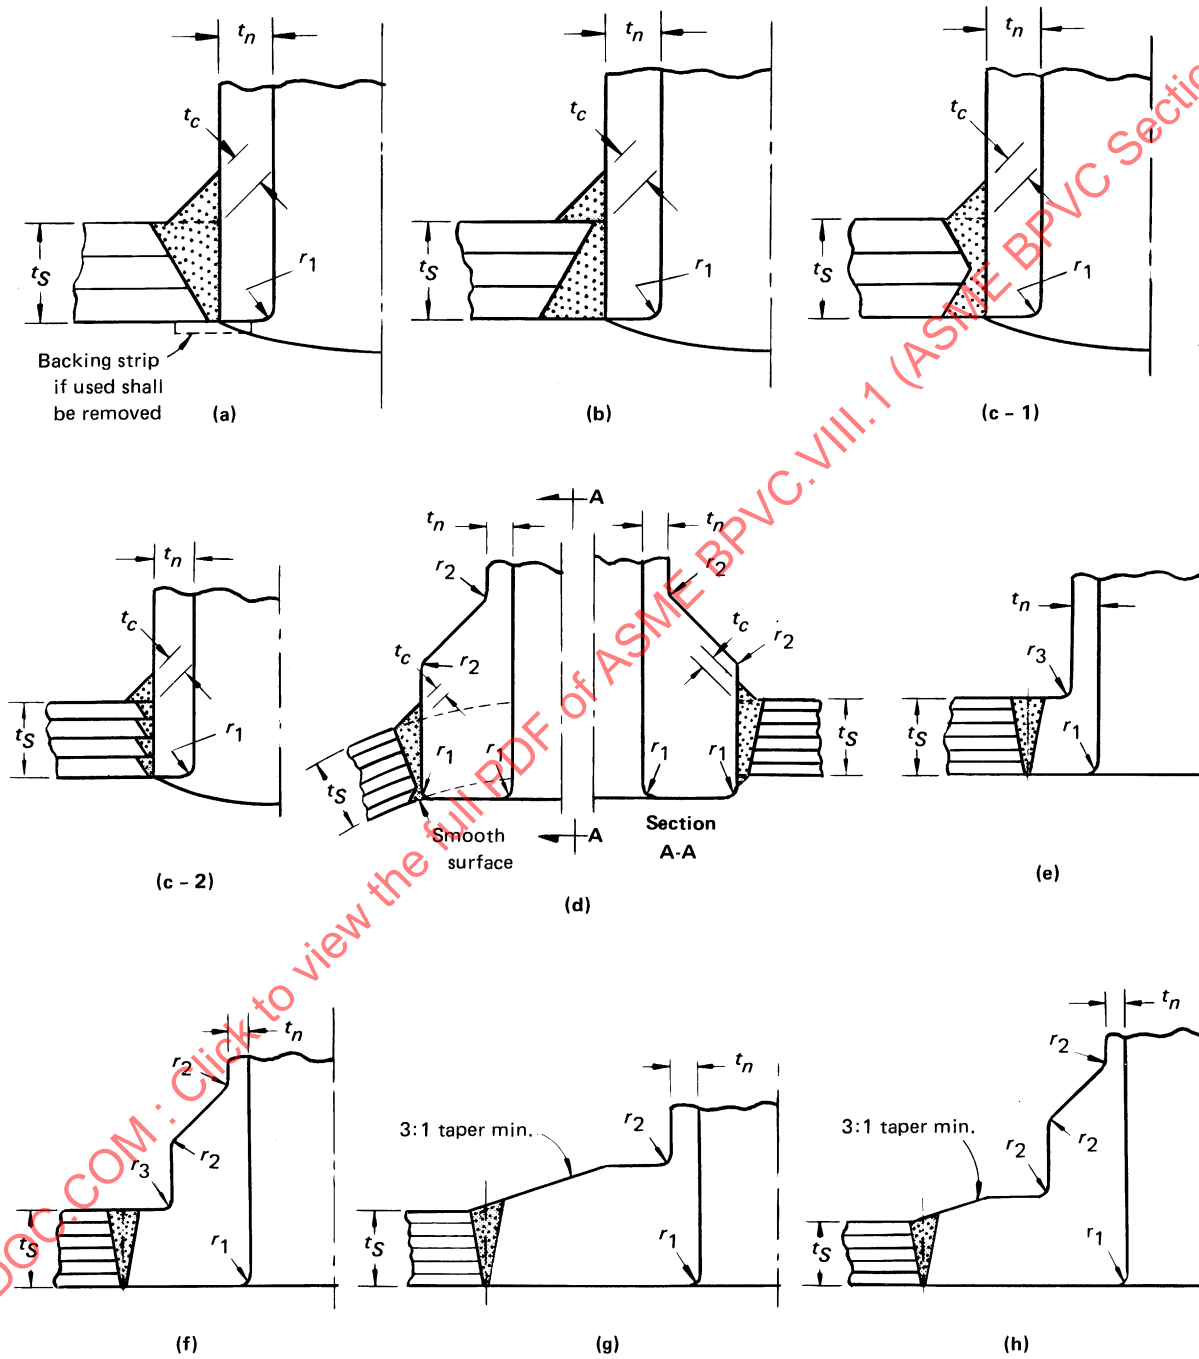 tn
tc
r1
tS
Backing strip
if used shall
be removed
(a)
tn
tc
r1
tS
(b)
tn
tc
r1
tS
(c – 1)
tn
tc
r1
tS
(c – 2)
A
tn
r2
tc
r2
r1
r1
tS
Smooth
surface
A
tn
r2
tc
r2
r1
r1
tS
Section
A-A
(d)
tn
r3
r1
tS
(e)
tn
r2
r2
r3
r1
tS
(f)
tn
r2
3:1 taper min.
r1
tS
(g)
tn
r2
3:1 taper min.
r2
r2
r1
tS
(h)
DOC.COM : Click to view the full PDF of ASME BPVC.VIII.1 (ASME BPVC Sectio